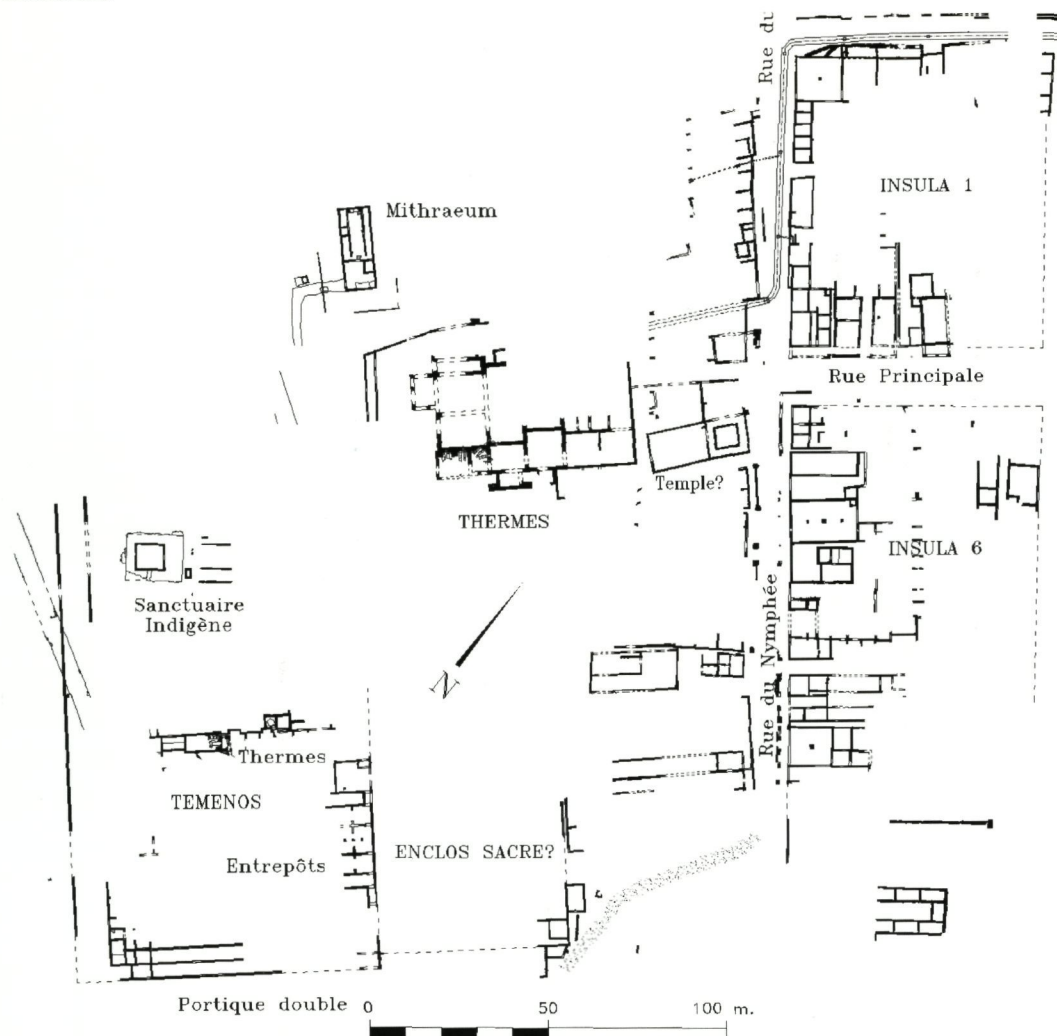 Rue du
INSULA 1
Mithraeum
Rue Principale
Temple?
THERMES
INSULA 6
Sanctuaire
Indigène
Rue du Nymphée
N
Thermes
TEMENOS
Entrepôts
ENCLOS SACRE?
Portique double
0 50 100 m.